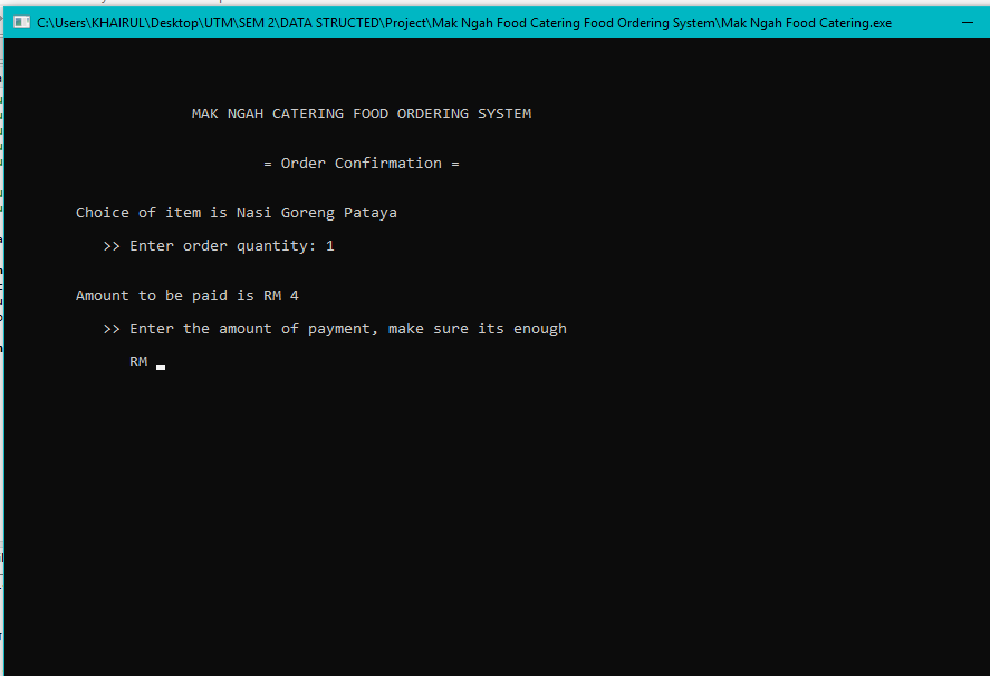 C:\Users\KHAIRUL\Desktop\UTM\SEM 2\DATA STRUCTED\Project\Mak Ngah Food Catering Food Ordering System\Mak Ngah Food Catering.exe
MAK NGAH CATERING FOOD ORDERING SYSTEM
= Order Confirmation =
Choice of item is Nasi Goreng Pataya
>> Enter order quantity: 1
Amount to be paid is RM 4
>> Enter the amount of payment, make sure its enough
RM